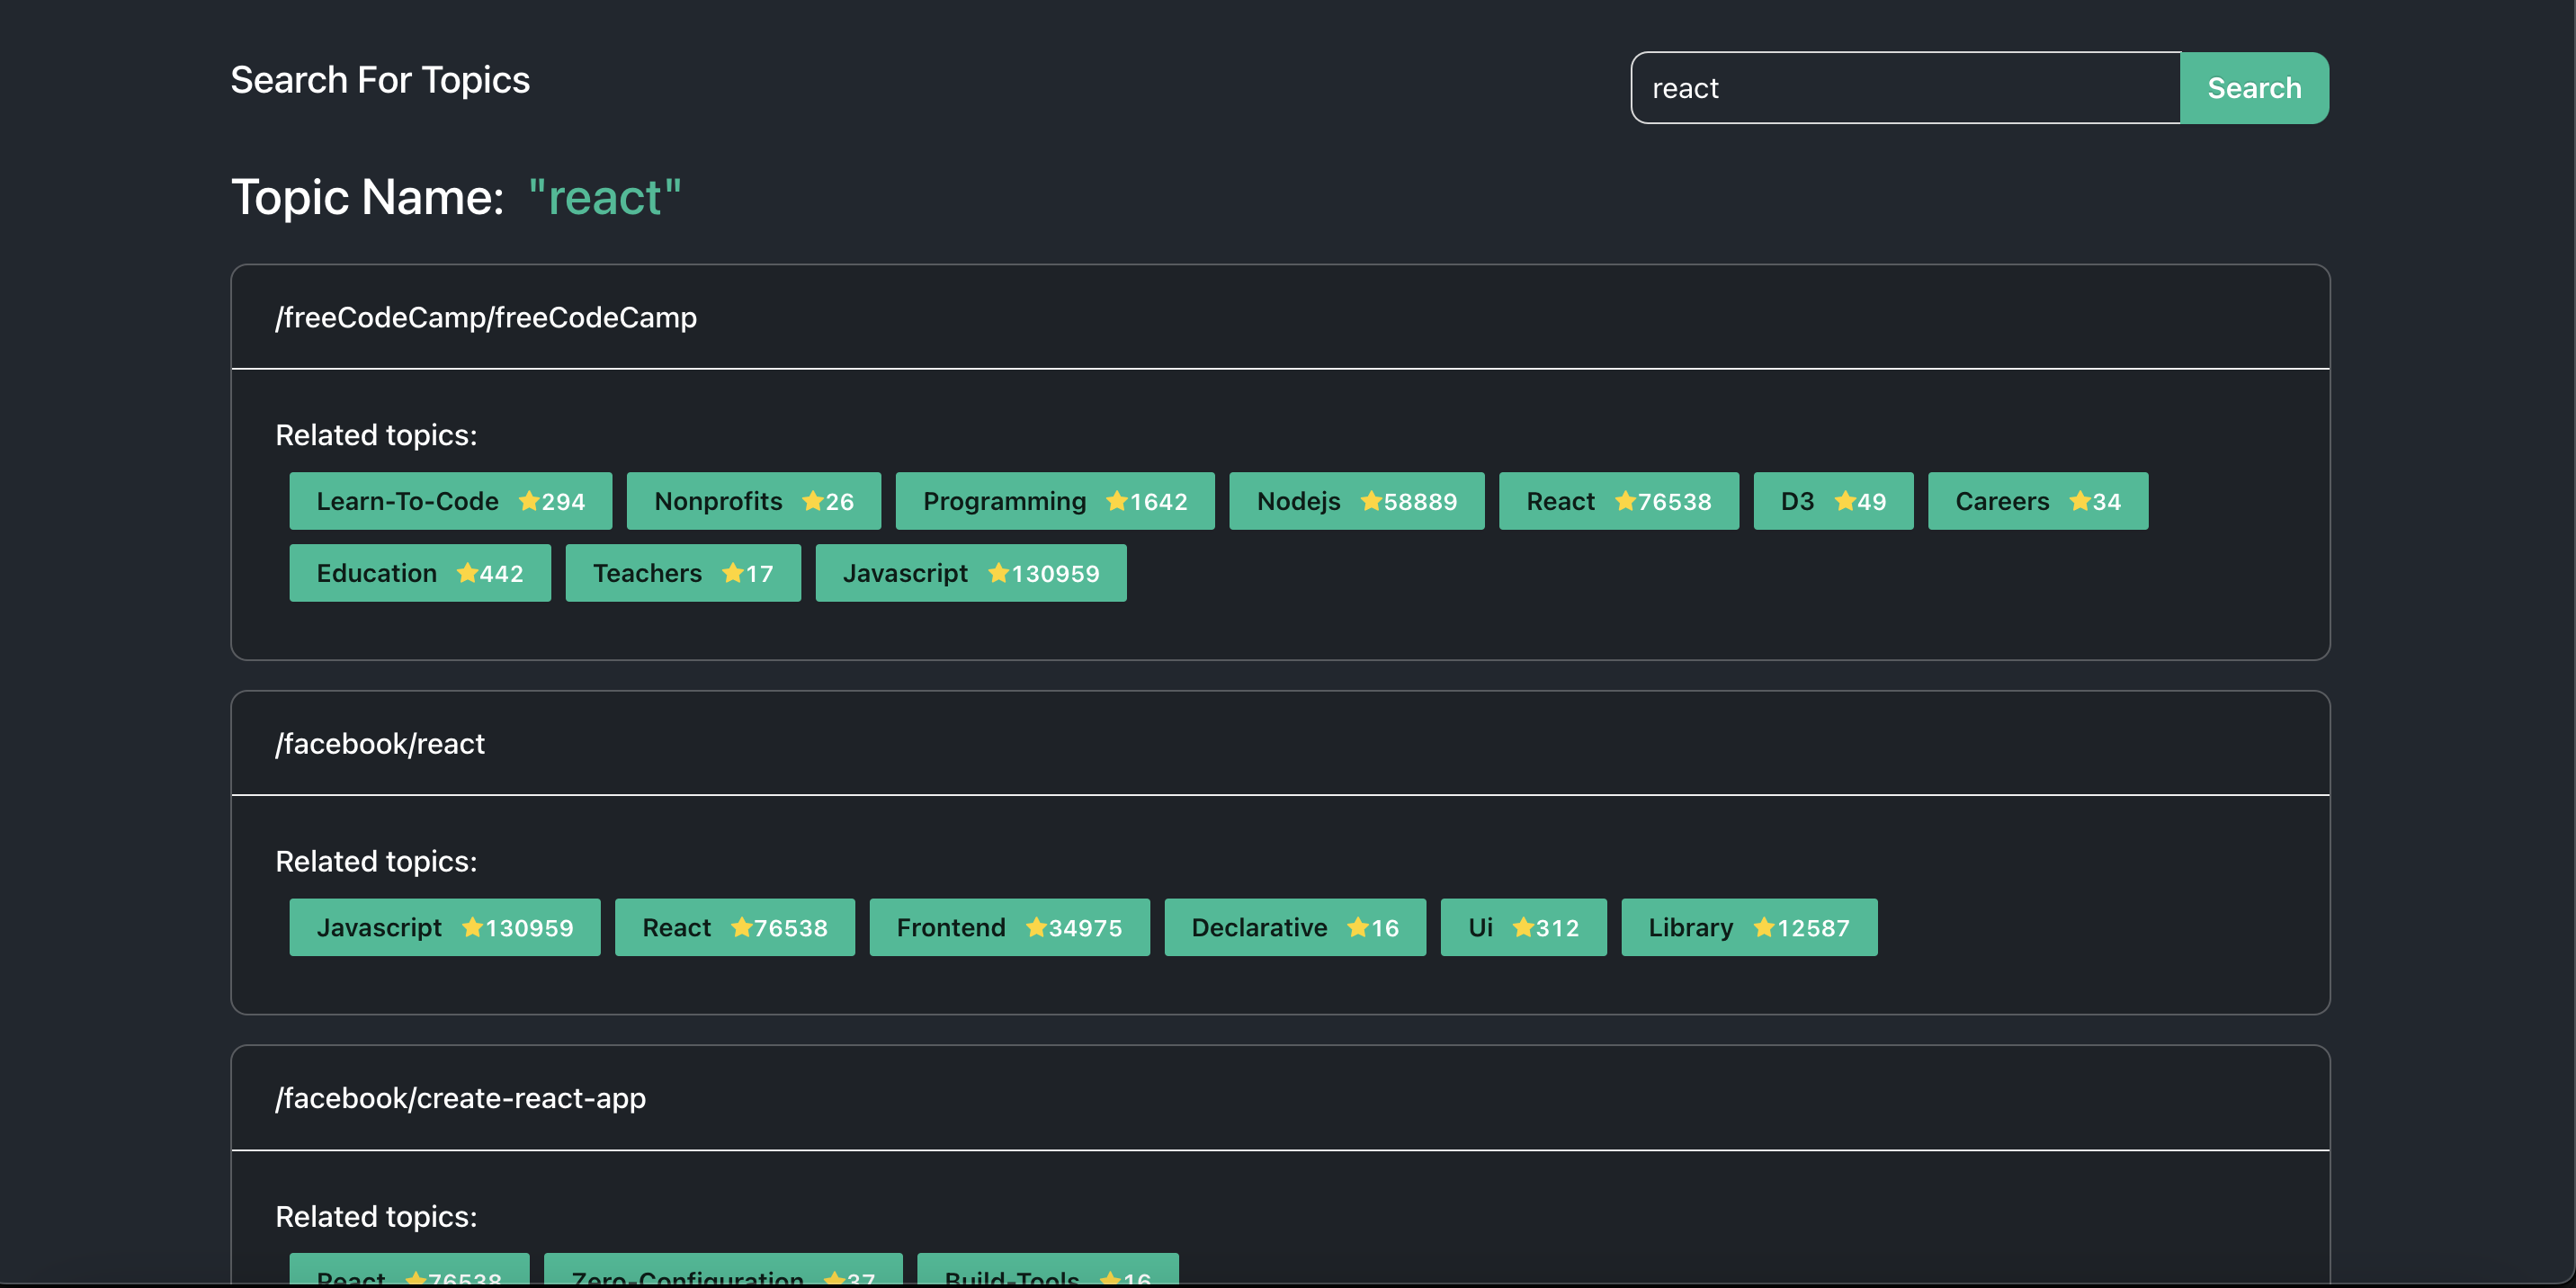 Search For Topics
react Search
Topic Name: "react"
/freeCodeCamp/freeCodeCamp
Related topics:
Learn-To-Code ⭐294 Nonprofits ⭐26 Programming ⭐1642 Nodejs ⭐58889 React ⭐76538 D3 ⭐49 Careers ⭐34
Education ⭐442 Teachers ⭐17 Javascript ⭐130959
/facebook/react
Related topics:
Javascript ⭐130959 React ⭐76538 Frontend ⭐34975 Declarative ⭐16 Ui ⭐312 Library ⭐12587
/facebook/create-react-app
Related topics:
React ⭐76538 Zero-Configuration ⭐37 Build-Tools ⭐16